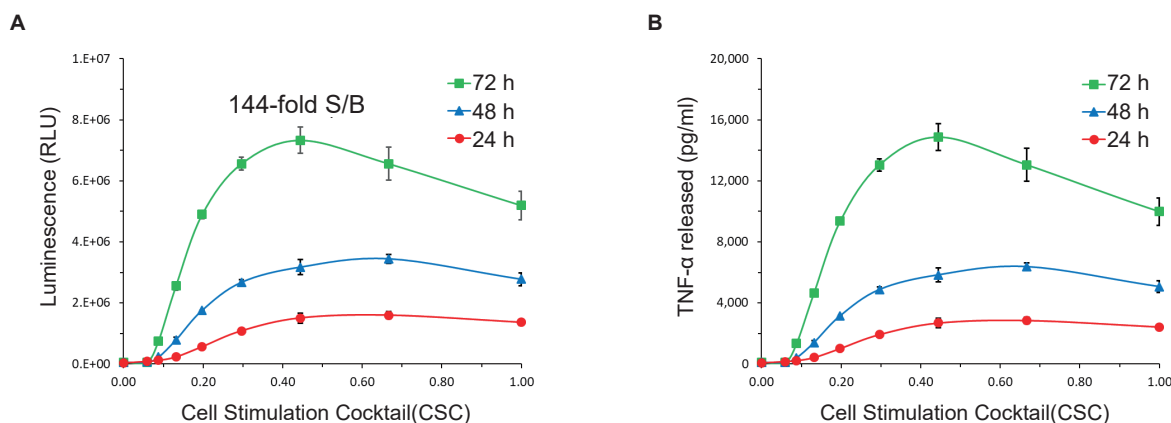 A
1.E+07
8.E+06
6.E+06
4.E+06
2.E+06
0.E+00
Luminescence (RLU)
144-fold S/B
72 h
48 h
24 h
0.00 0.20 0.40 0.60 0.80 1.00
Cell Stimulation Cocktail(CSC)
B
20,000
16,000
12,000
8,000
4,000
0
TNF-α released (pg/ml)
72 h
48 h
24 h
0.00 0.20 0.40 0.60 0.80 1.00
Cell Stimulation Cocktail(CSC)